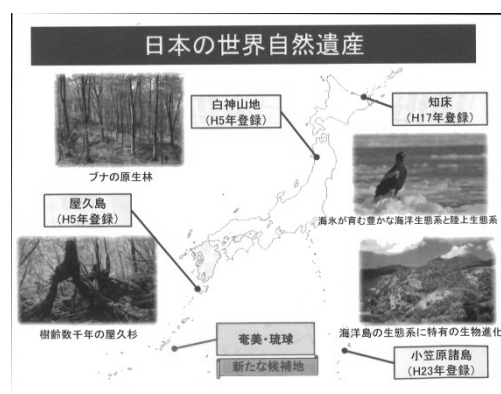 日本の世界自然遺産
白神山地
(H5年登録)
知床
(H17年登録)
ブナの原生林
屋久島
(H5年登録)
海氷が育む豊かな海洋生態系と陸上生態系
樹齢数千年の屋久杉
海洋島の生態系に特有の生物進化
奄美・琉球
新たな候補地
小笠原諸島
(H23年登録)